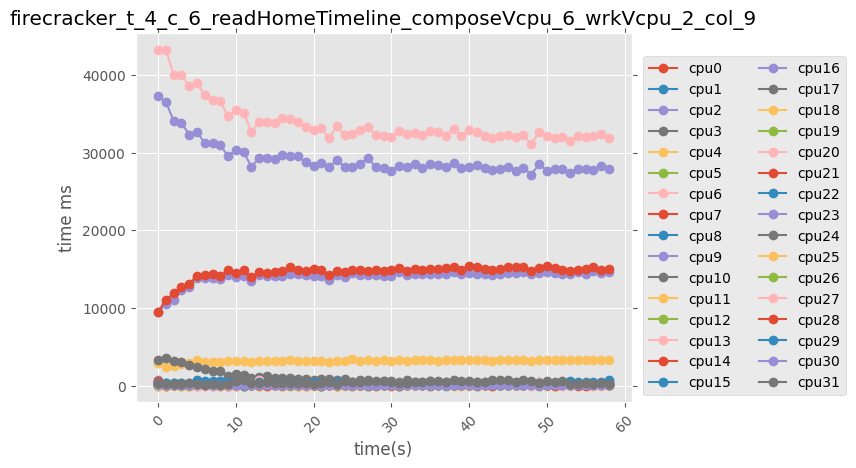 firecracker_t_4_c_6_readHomeTimeline_composeVcpu_6_wrkVcpu_2_col_9
time ms
40000
30000
20000
10000
0
0
10
20
30
40
50
60
time(s)
cpu0
cpu1
cpu2
cpu3
cpu4
cpu5
cpu6
cpu7
cpu8
cpu9
cpu10
cpu11
cpu12
cpu13
cpu14
cpu15
cpu16
cpu17
cpu18
cpu19
cpu20
cpu21
cpu22
cpu23
cpu24
cpu25
cpu26
cpu27
cpu28
cpu29
cpu30
cpu31